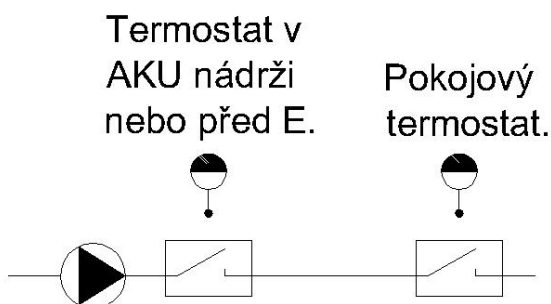 Termostat v
AKU nádrži
nebo před E.
Pokojový
termostat.